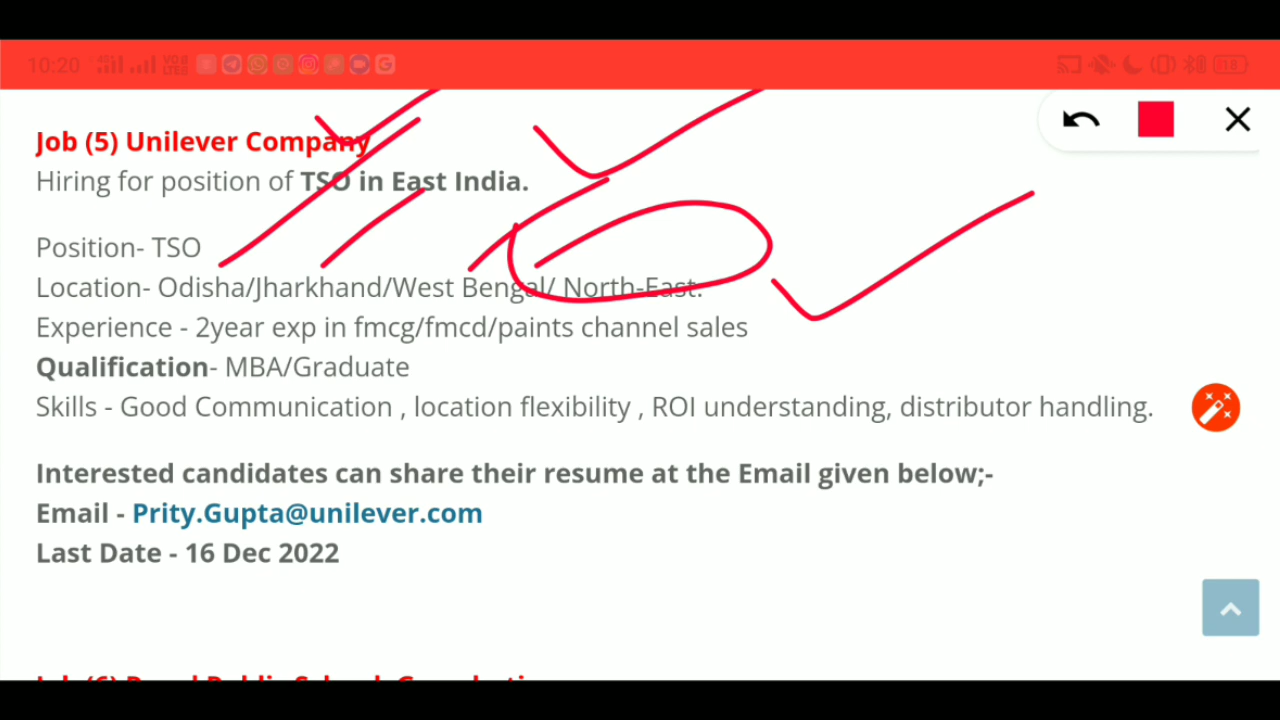 10:20
Job (5) Unilever Company
Hiring for position of TSO in East India.
Position- TSO
Location- Odisha/Jharkhand/West Bengal/ North-East.
Experience - 2year exp in fmcg/fmcd/paints channel sales
Qualification- MBA/Graduate
Skills - Good Communication , location flexibility , ROI understanding, distributor handling.
Interested candidates can share their resume at the Email given below;-
Email - Prity.Gupta@unilever.com
Last Date - 16 Dec 2022